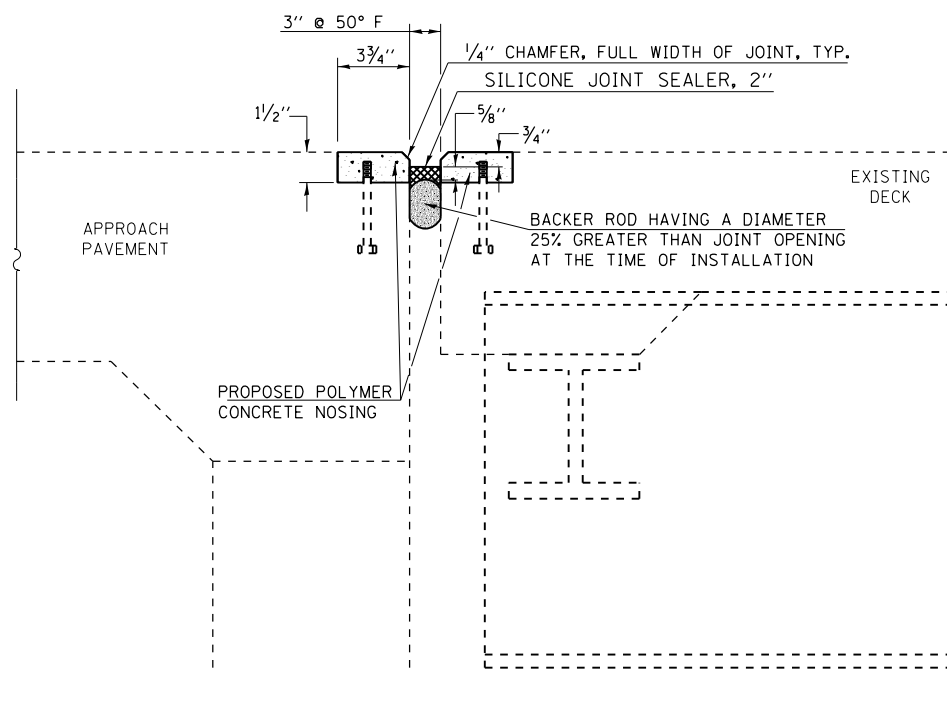 3" @ 50° F
3¾"
¼" CHAMFER, FULL WIDTH OF JOINT, TYP.
SILICONE JOINT SEALER, 2"
1½"
⅝"
¾"
EXISTING
DECK
APPROACH
PAVEMENT
BACKER ROD HAVING A DIAMETER
25% GREATER THAN JOINT OPENING
AT THE TIME OF INSTALLATION
PROPOSED POLYMER
CONCRETE NOSING